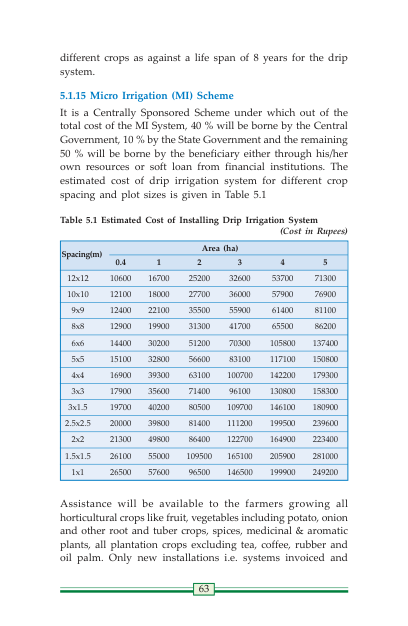 different crops as against a life span of 8 years for the drip
system.
5.1.15 Micro Irrigation (MI) Scheme
It is a Centrally Sponsored Scheme under which out of the
total cost of the MI System, 40 % will be borne by the Central
Government, 10 % by the State Government and the remaining
50 % will be borne by the beneficiary either through his/her
own resources or soft loan from financial institutions. The
estimated cost of drip irrigation system for different crop
spacing and plot sizes is given in Table 5.1
Table 5.1 Estimated Cost of Installing Drip Irrigation System
(Cost in Rupees)
Spacing(m) Area (ha)
0.4 1 2 3 4 5
12x12 10600 16700 25200 32600 53700 71300
10x10 12100 18000 27700 36000 57900 76900
9x9 12400 22100 35500 55900 61400 81100
8x8 12900 19900 31300 41700 65500 86200
6x6 14400 30200 51200 70300 105800 137400
5x5 15100 32800 56600 83100 117100 150800
4x4 16900 39300 63100 100700 142200 179300
3x3 17900 35600 71400 96100 130800 158300
3x1.5 19700 40200 80500 109700 146100 180900
2.5x2.5 20000 39800 81400 111200 199500 239600
2x2 21300 49800 86400 122700 164900 223400
1.5x1.5 26100 55000 109500 165100 205900 281000
1x1 26500 57600 96500 146500 199900 249200
Assistance will be available to the farmers growing all
horticultural crops like fruit, vegetables including potato, onion
and other root and tuber crops, spices, medicinal & aromatic
plants, all plantation crops excluding tea, coffee, rubber and
oil palm. Only new installations i.e. systems invoiced and
63